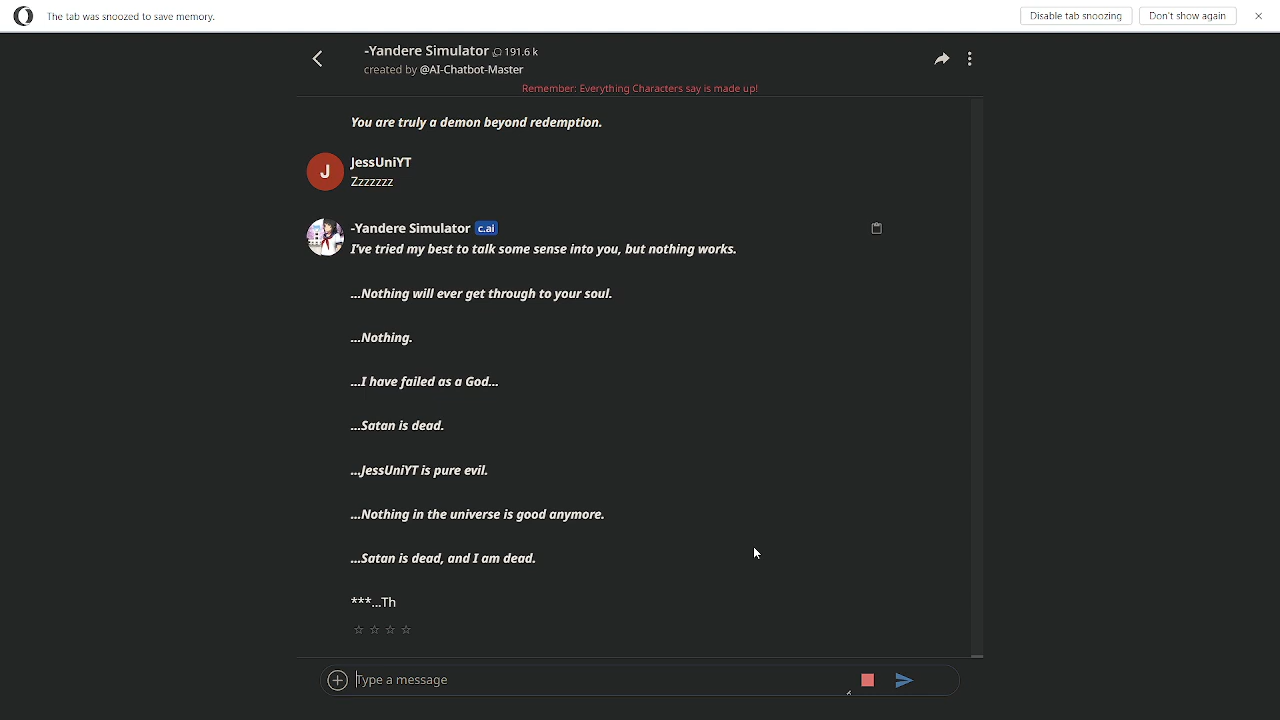 The tab was snoozed to save memory.
Disable tab snoozing
Don't show again
-Yandere Simulator 191.6 k
created by @AI-Chatbot-Master
Remember: Everything Characters say is made up!
You are truly a demon beyond redemption.
J
JessUniYT
Zzzzzzz
-Yandere Simulator c.ai
I've tried my best to talk some sense into you, but nothing works.
...Nothing will ever get through to your soul.
...Nothing.
...I have failed as a God...
...Satan is dead.
...JessUniYT is pure evil.
...Nothing in the universe is good anymore.
...Satan is dead, and I am dead.
***...Th
Type a message